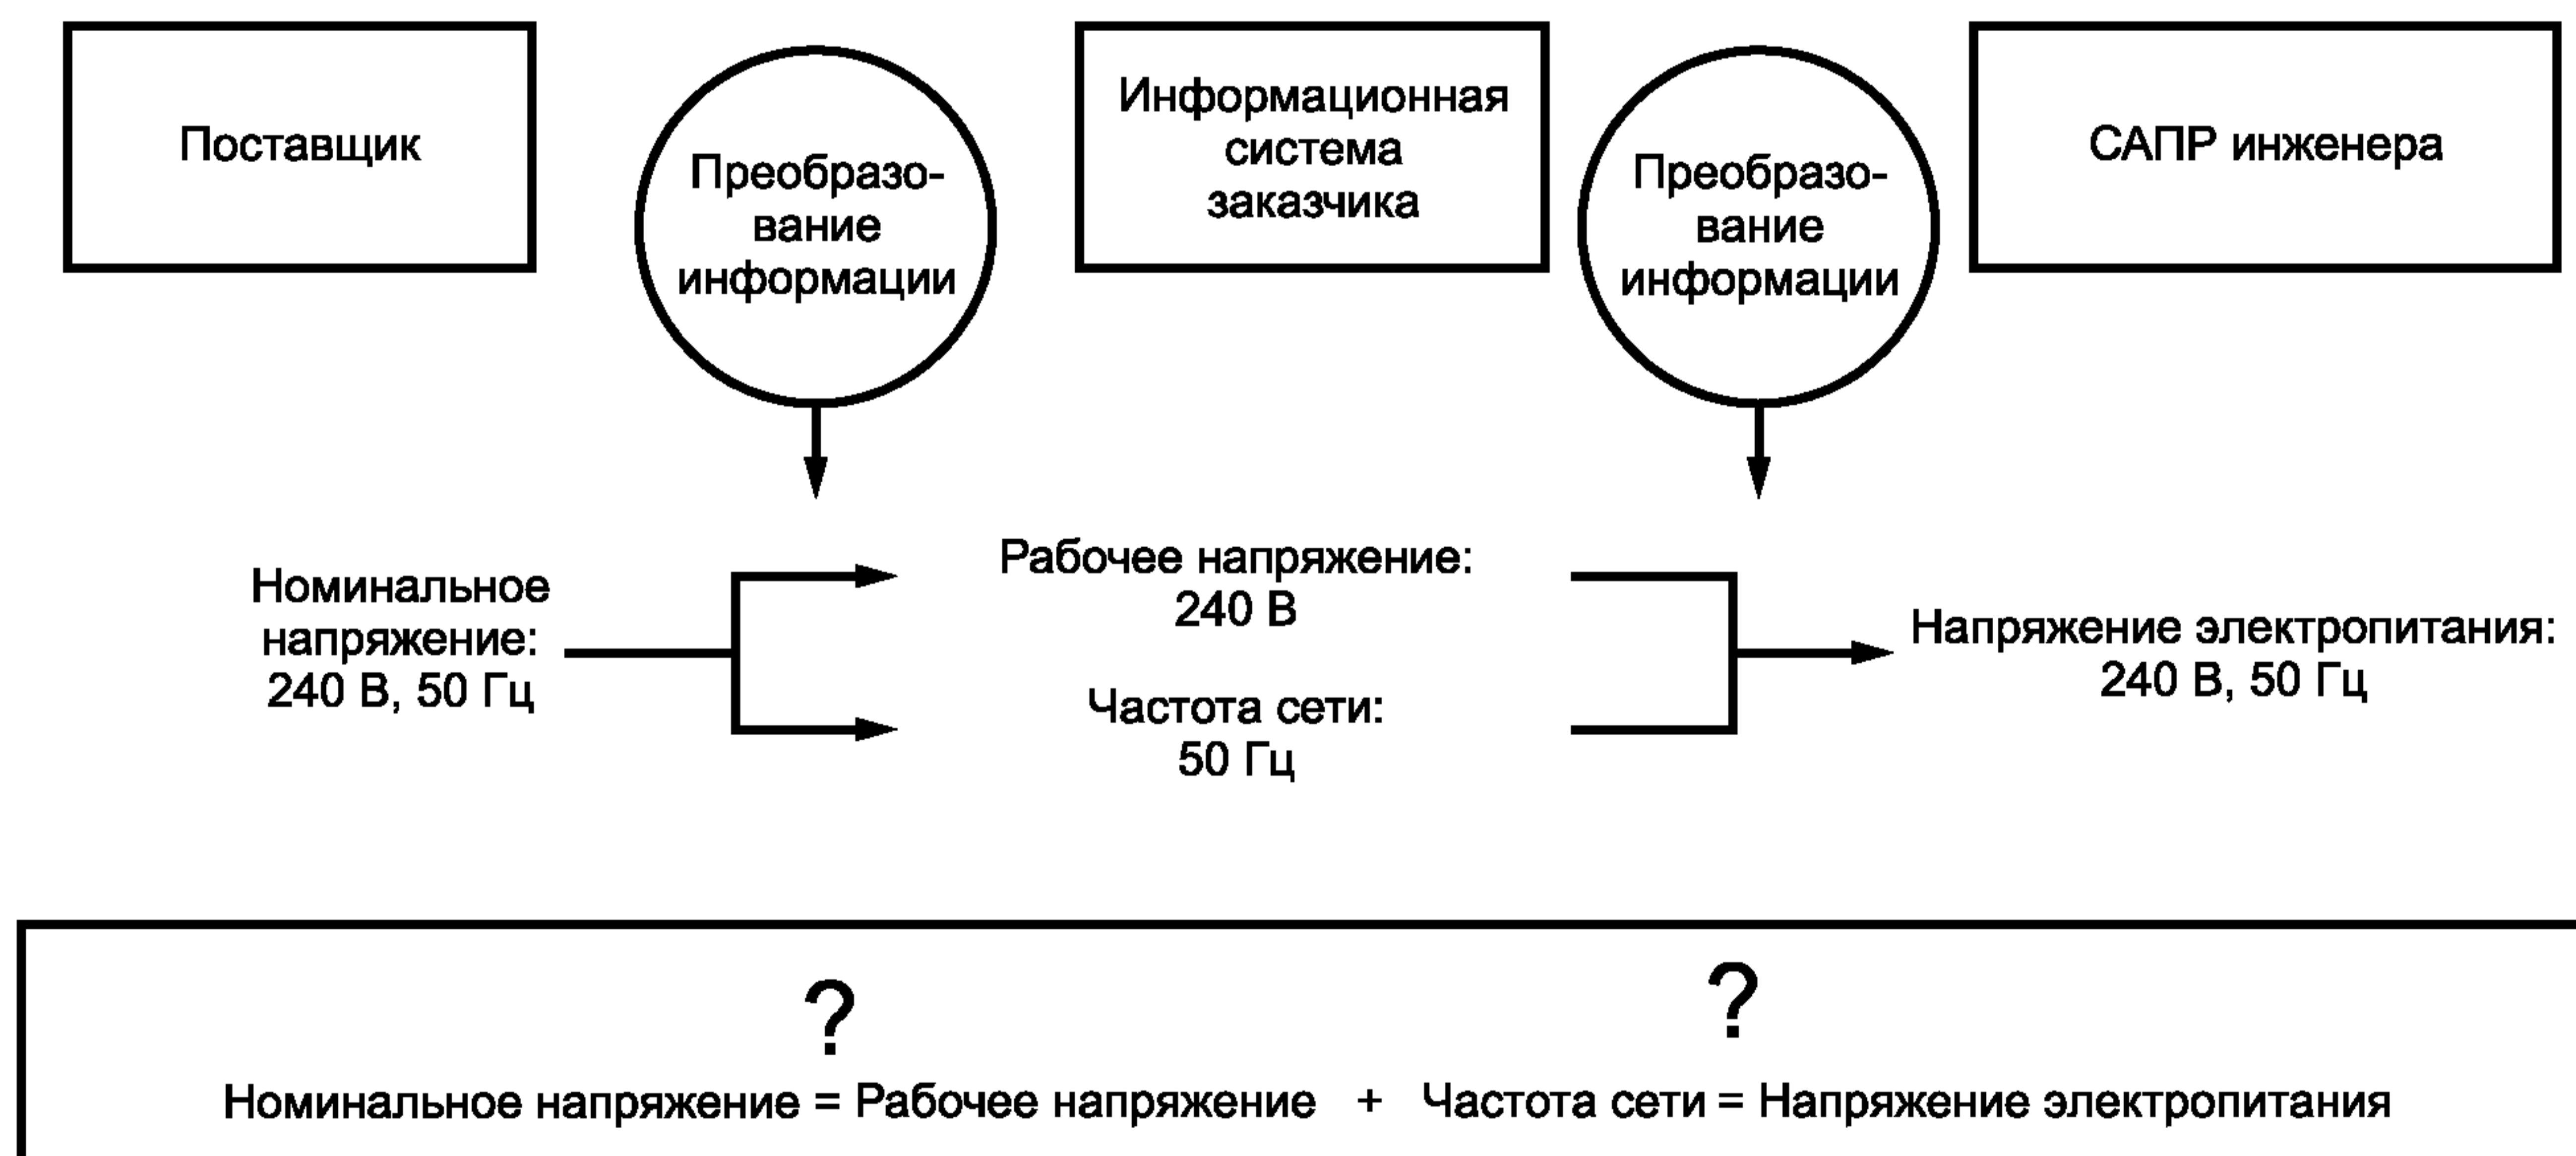 Поставщик
Преобразо-
вание
информации
Информационная
система
заказчика
Преобразо-
вание
информации
САПР инженера
Номинальное
напряжение:
240 В, 50 Гц
Рабочее напряжение:
240 В
Частота сети:
50 Гц
Напряжение электропитания:
240 В, 50 Гц
? ?
Номинальное напряжение = Рабочее напряжение + Частота сети = Напряжение электропитания